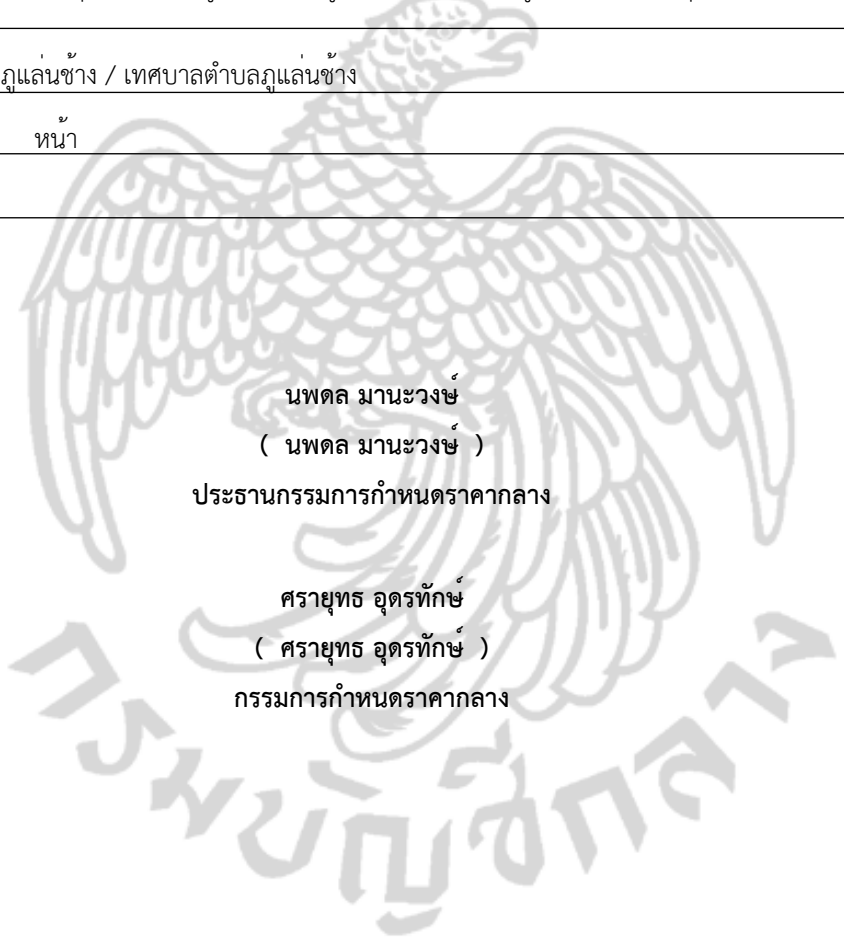 ภูแล่นช้าง / เทศบาลตำบลภูแล่นช้าง
หน้า
นพดล มานะวงษ์
( นพดล มานะวงษ์ )
ประธานกรรมการกำหนดราคากลาง
ศรายุทธ อุดรทักษ์
( ศรายุทธ อุดรทักษ์ )
กรรมการกำหนดราคากลาง
กรมบัญชีกลาง